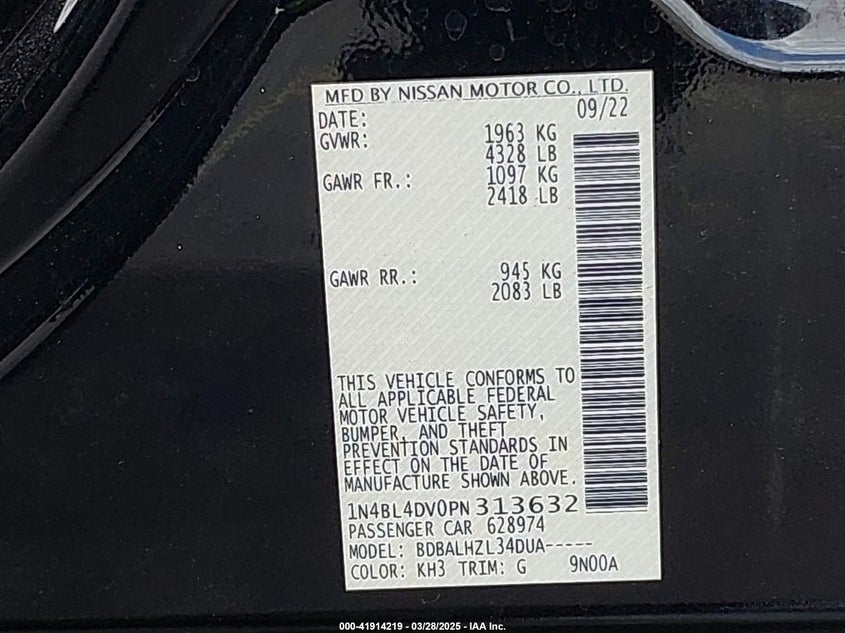 MFD BY NISSAN MOTOR CO., LTD.
DATE: 09/22
GVWR: 1963 KG
4328 LB
GAWR FR.: 1097 KG
2418 LB
GAWR RR.: 945 KG
2083 LB
THIS VEHICLE CONFORMS TO
ALL APPLICABLE FEDERAL
MOTOR VEHICLE SAFETY,
BUMPER, AND THEFT
PREVENTION STANDARDS IN
EFFECT ON THE DATE OF
MANUFACTURE SHOWN ABOVE.
1N4BL4DV0PN313632
PASSENGER CAR 628974
MODEL: BDBALHZL34DUA-----
COLOR: KH3 TRIM: G 9N00A
000-41914219 - 03/28/2025 - IAA Inc.